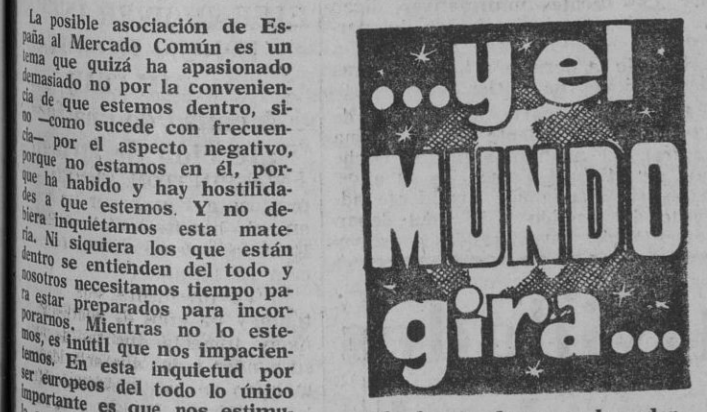 La posible asociación de Es-
paña al Mercado Común es un
tema que quizá ha apasionado
demasiado no por la convenien-
cia de que estemos dentro, si-
no —como sucede con frecuen-
cia— por el aspecto negativo,
porque no estamos en él, por-
que ha habido y hay hostilida-
des a que estemos. Y no de-
biera inquietarnos esta mate-
ria. Ni siquiera los que están
dentro se entienden del todo y
nosotros necesitamos tiempo pa-
ra estar preparados para incor-
porarnos. Mientras no lo este-
mos, es inútil que nos impacien-
temos. En esta inquietud por
ser europeos del todo lo único
importante es que nos estimu-
...y el
MUNDO
gira...